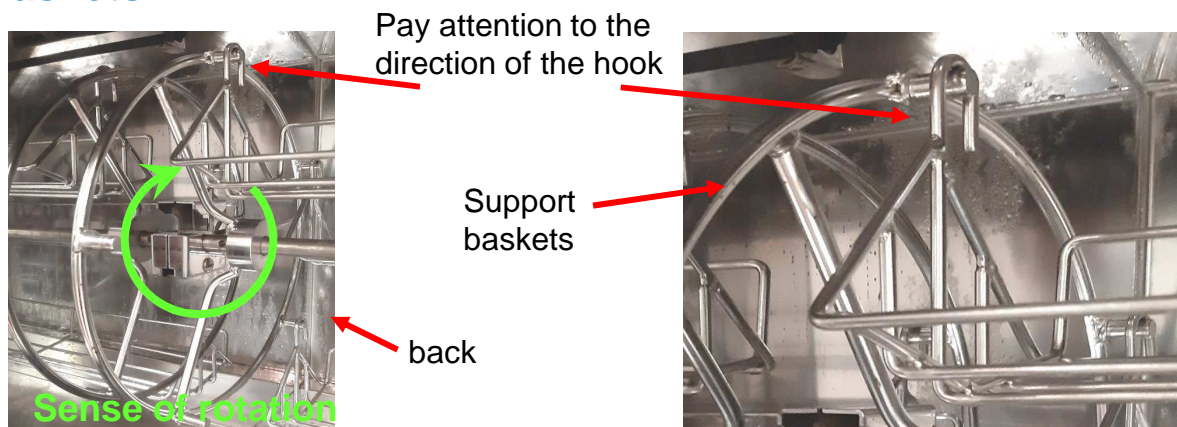 Pay attention to the
direction of the hook
Support
baskets
back
Sense of rotation